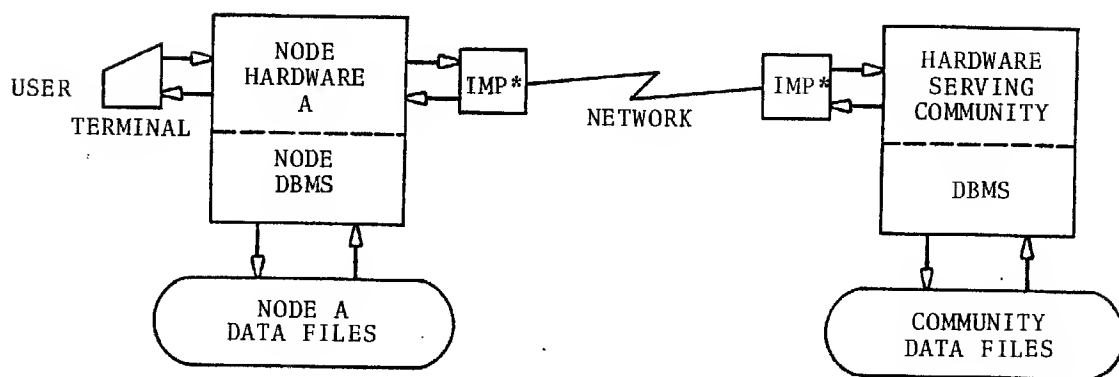 USER
TERMINAL
NODE
HARDWARE
A
NODE
DBMS
IMP*
NETWORK
IMP*
HARDWARE
SERVING
COMMUNITY
DBMS
NODE A
DATA FILES
COMMUNITY
DATA FILES